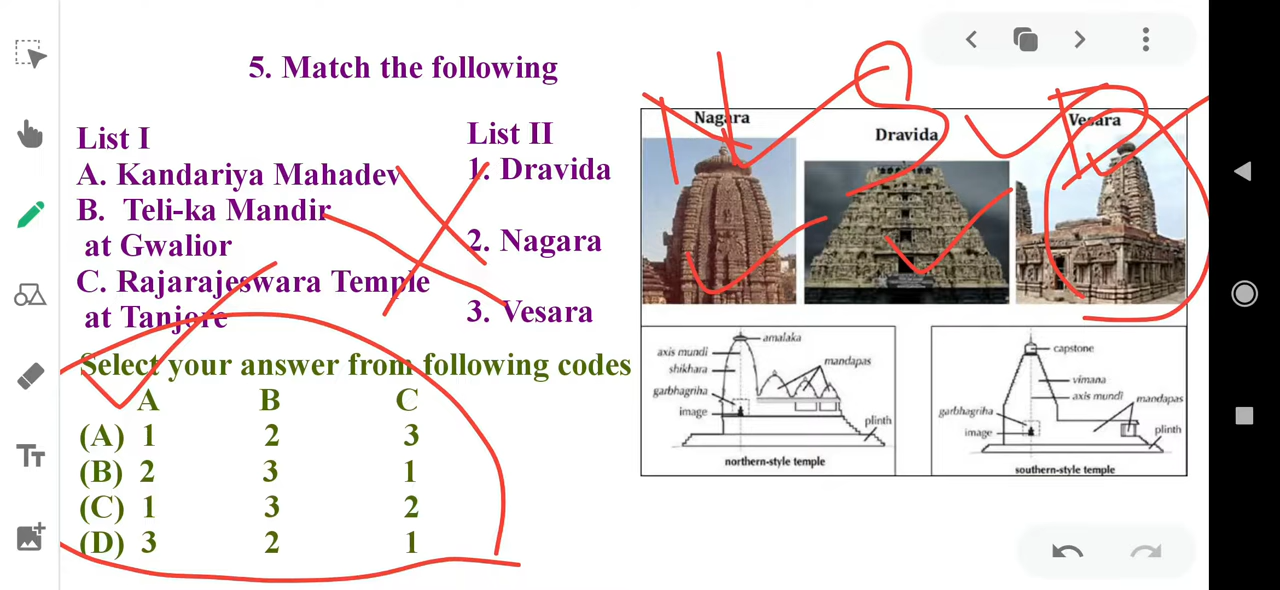 5. Match the following
List I
List II
A. Kandariya Mahadev
1. Dravida
B. Teli-ka Mandir
at Gwalior
2. Nagara
C. Rajarajeswara Temple
at Tanjore
3. Vesara
Select your answer from following codes
A B C
(A) 1 2 3
(B) 2 3 1
(C) 1 3 2
(D) 3 2 1
Nagara
Dravida
Vesara
amalaka
axis mundi
mandapas
shikhara
garbhagriha
image
plinth
northern-style temple
capstone
vimana
axis mundi
mandapas
garbhagriha
image
plinth
southern-style temple
TT